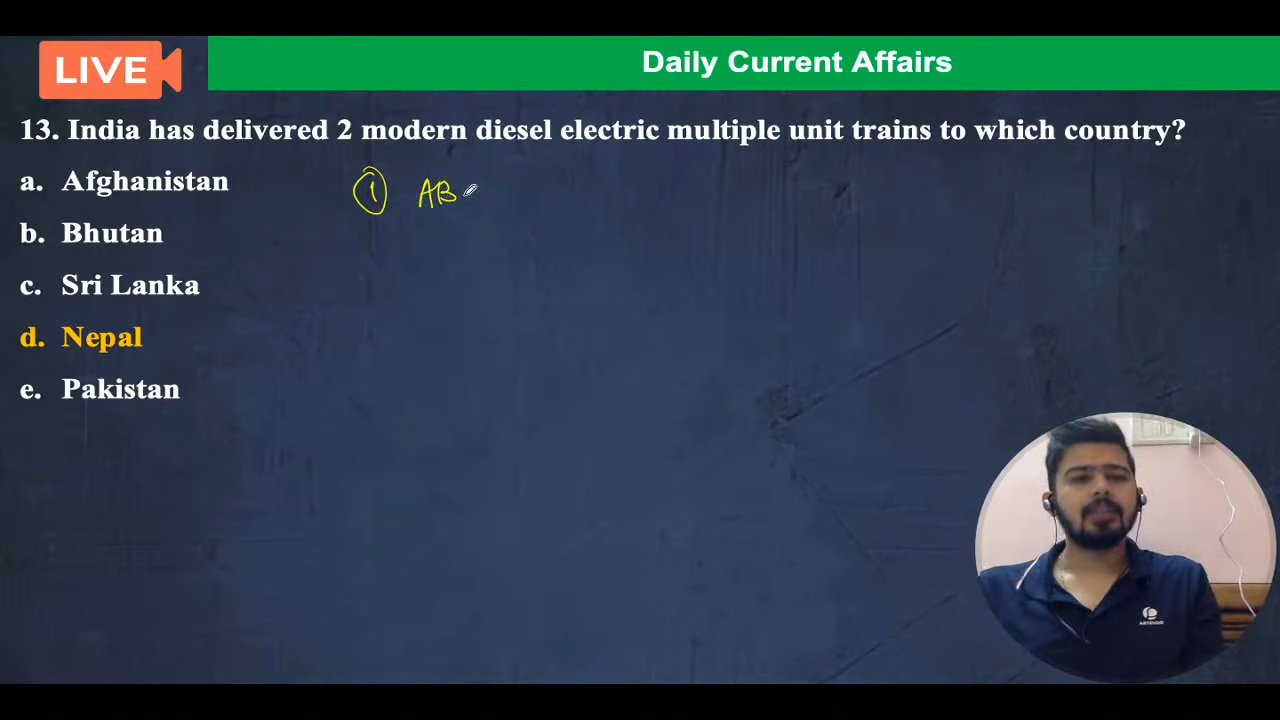 LIVE
Daily Current Affairs
13. India has delivered 2 modern diesel electric multiple unit trains to which country?
a. Afghanistan
① AB
b. Bhutan
c. Sri Lanka
d. Nepal
e. Pakistan
ARTENGO